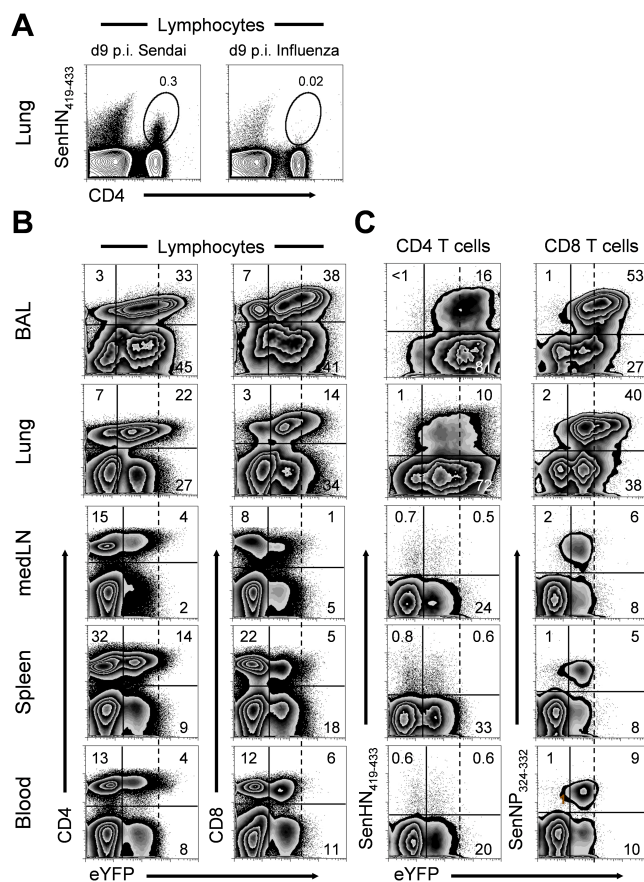 A
Lymphocytes
d9 p.i. Sendai d9 p.i. Influenza
Lung
SenHN419-433
0.3 0.02
CD4
B C
Lymphocytes
CD4 T cells CD8 T cells
BAL
3 33 7 38 <1 16 1 53
45 41 81 27
Lung
7 22 3 14 1 10 2 40
27 34 72 38
medLN
15 4 8 1 0.7 0.5 2 6
2 5 24 8
Spleen
32 14 22 5 0.8 0.6 1 5
9 18 33 8
Blood
13 4 12 6 0.6 0.6 1 9
8 11 20 10
CD4
CD8
SenHN419-433
SenNP324-332
eYFP eYFP